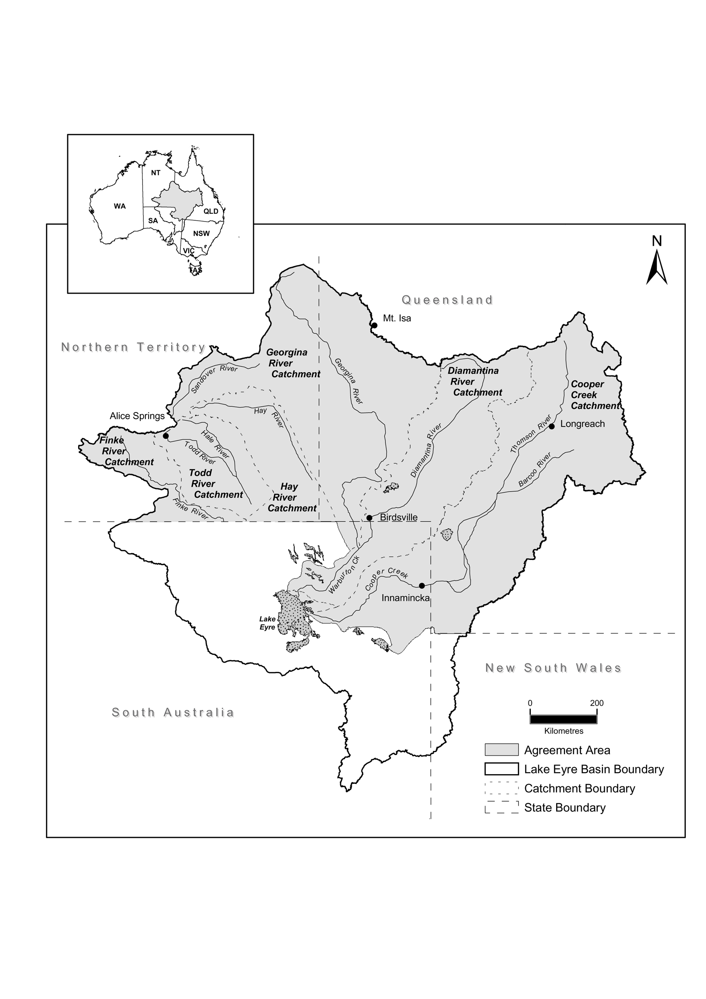 NT
WA
QLD
SA
NSW
VIC
TAS
N
Queensland
Mt. Isa
Northern Territory
Georgina
River
Catchment
Georgina River
Sandover River
Diamantina
River
Catchment
Cooper
Creek
Catchment
Alice Springs
Hay River
Longreach
Thomson River
Finke
River
Catchment
Hale River
Todd River
Diamantina River
Barcoo River
Todd
River
Catchment
Hay
River
Catchment
Finke River
Birdsville
Warburton Ck
Cooper Creek
Innamincka
Lake
Eyre
New South Wales
South Australia
0 200
Kilometres
Agreement Area
Lake Eyre Basin Boundary
Catchment Boundary
State Boundary